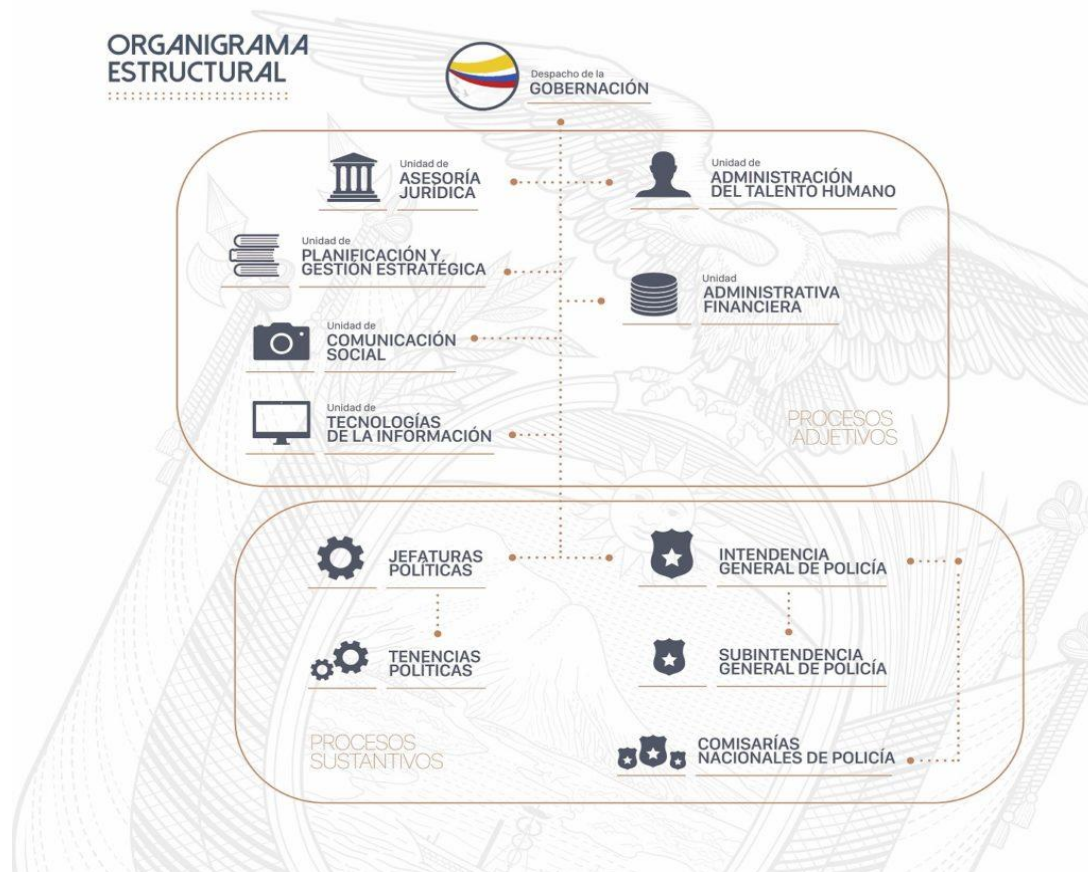 ORGANIGRAMA
ESTRUCTURAL
Despacho de la
GOBERNACIÓN
Unidad de
ASESORÍA
JURÍDICA
Unidad de
ADMINISTRACIÓN
DEL TALENTO HUMANO
Unidad de
PLANIFICACIÓN Y
GESTIÓN ESTRATÉGICA
Unidad
ADMINISTRATIVA
FINANCIERA
Unidad de
COMUNICACIÓN
SOCIAL
Unidad de
TECNOLOGÍAS
DE LA INFORMACIÓN
PROCESOS
ADJETIVOS
JEFATURAS
POLÍTICAS
INTENDENCIA
GENERAL DE POLICÍA
TENENCIAS
POLÍTICAS
SUBINTENDENCIA
GENERAL DE POLICÍA
PROCESOS
SUSTANTIVOS
COMISARÍAS
NACIONALES DE POLICÍA